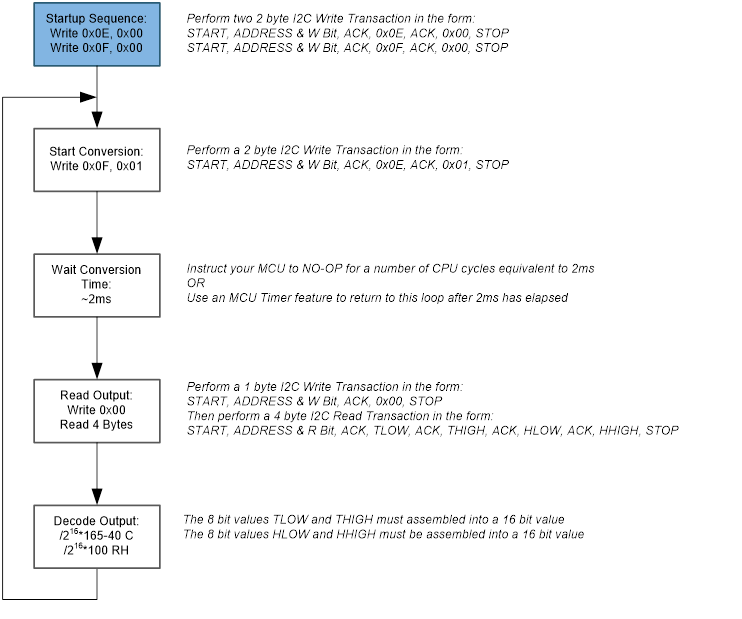 Startup Sequence:
Write 0x0E, 0x00
Write 0x0F, 0x00
Perform two 2 byte I2C Write Transaction in the form:
START, ADDRESS & W Bit, ACK, 0x0E, ACK, 0x00, STOP
START, ADDRESS & W Bit, ACK, 0x0F, ACK, 0x00, STOP
Start Conversion:
Write 0x0F, 0x01
Perform a 2 byte I2C Write Transaction in the form:
START, ADDRESS & W Bit, ACK, 0x0E, ACK, 0x01, STOP
Wait Conversion
Time:
~2ms
Instruct your MCU to NO-OP for a number of CPU cycles equivalent to 2ms
OR
Use an MCU Timer feature to return to this loop after 2ms has elapsed
Read Output:
Write 0x00
Read 4 Bytes
Perform a 1 byte I2C Write Transaction in the form:
START, ADDRESS & W Bit, ACK, 0x00, STOP
Then perform a 4 byte I2C Read Transaction in the form:
START, ADDRESS & R Bit, ACK, TLOW, ACK, THIGH, ACK, HLOW, ACK, HHIGH, STOP
Decode Output:
/2¹⁶*165-40 C
/2¹⁶*100 RH
The 8 bit values TLOW and THIGH must assembled into a 16 bit value
The 8 bit values HLOW and HHIGH must be assembled into a 16 bit value